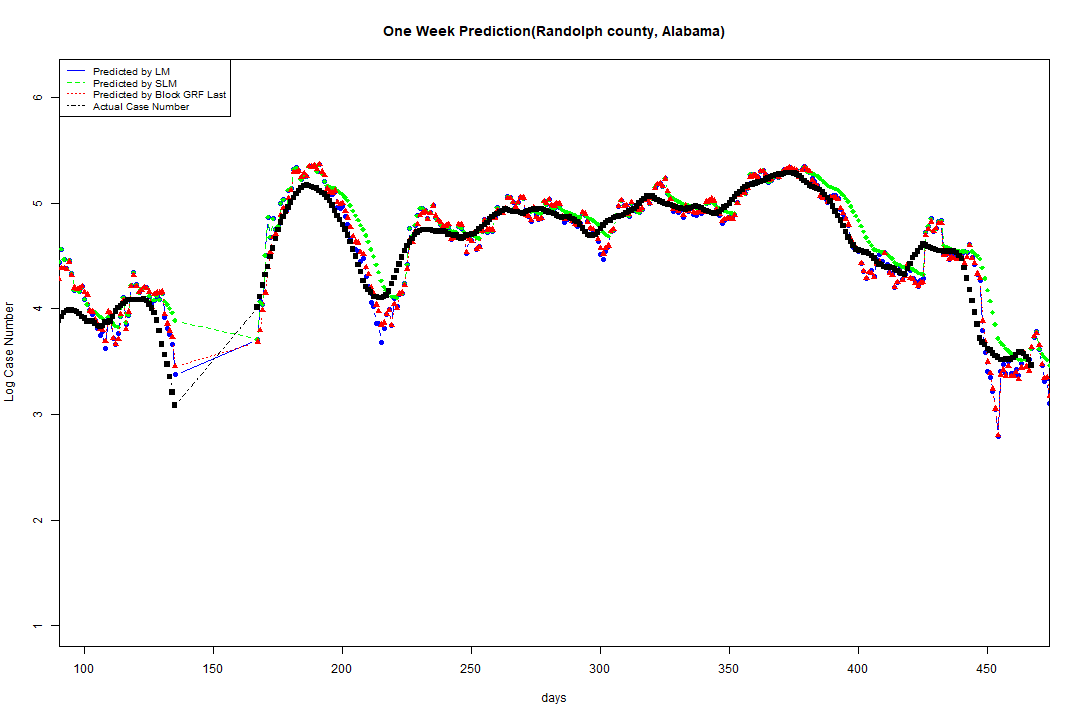 One Week Prediction(Randolph county, Alabama)
Predicted by LM
Predicted by SLM
Predicted by Block GRF Last
Actual Case Number
6
5
4
3
2
1
Log Case Number
100 150 200 250 300 350 400 450
days